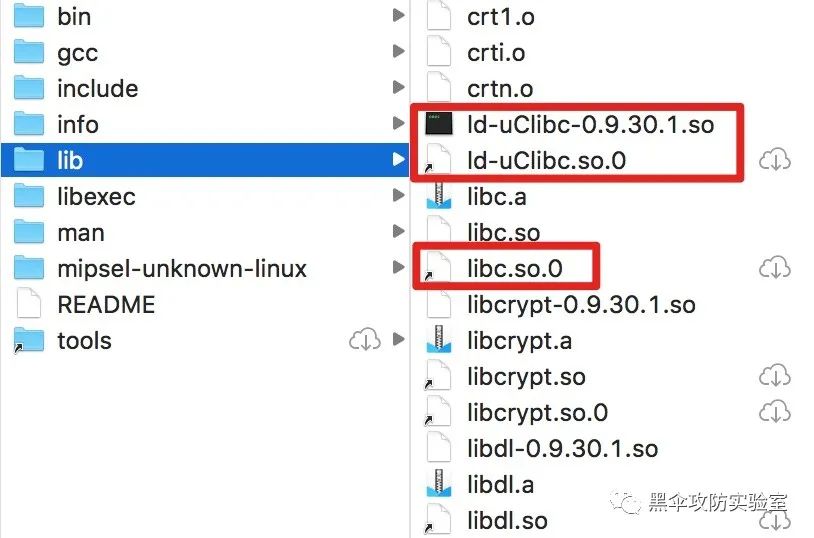 bin
gcc
include
info
lib
libexec
man
mipsel-unknown-linux
README
tools
crt1.o
crti.o
crtn.o
ld-uClibc-0.9.30.1.so
ld-uClibc.so.0
libc.a
libc.so
libc.so.0
libcrypt-0.9.30.1.so
libcrypt.a
libcrypt.so
libcrypt.so.0
libdl-0.9.30.1.so
libdl.a
libdl.so
黑伞攻防实验室